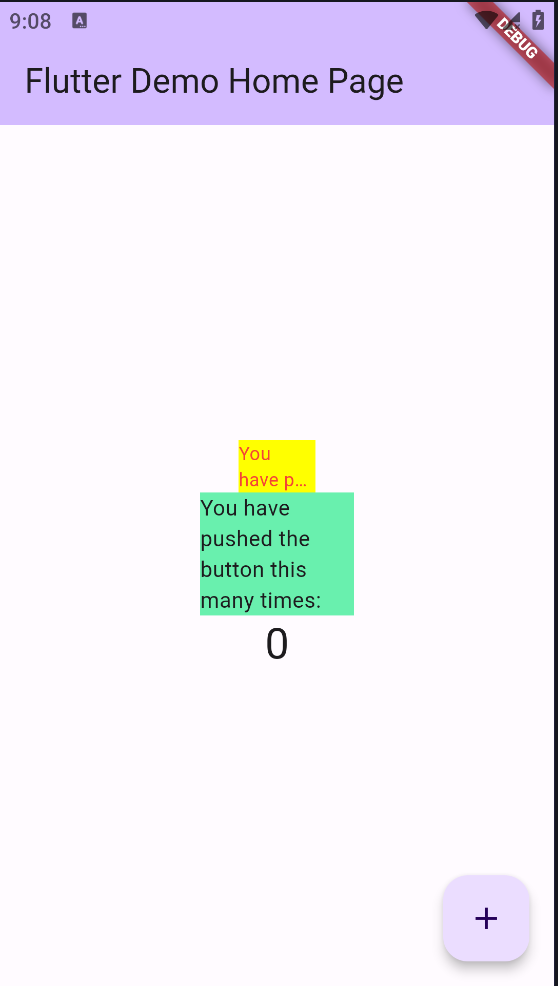 9:08
A
DEBUG
Flutter Demo Home Page
You
have p...
You have
pushed the
button this
many times:
0
+